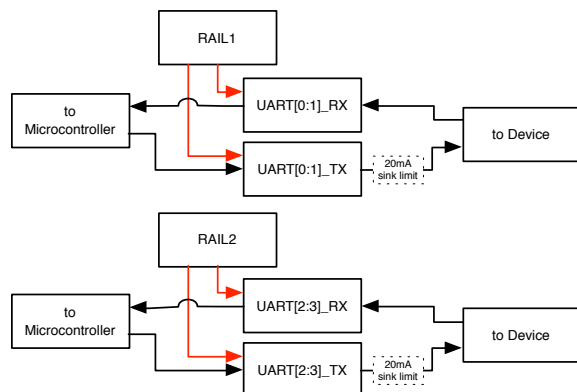 RAIL1
to
Microcontroller
UART[0:1]_RX
to Device
UART[0:1]_TX
20mA
sink limit
RAIL2
to
Microcontroller
UART[2:3]_RX
to Device
UART[2:3]_TX
20mA
sink limit